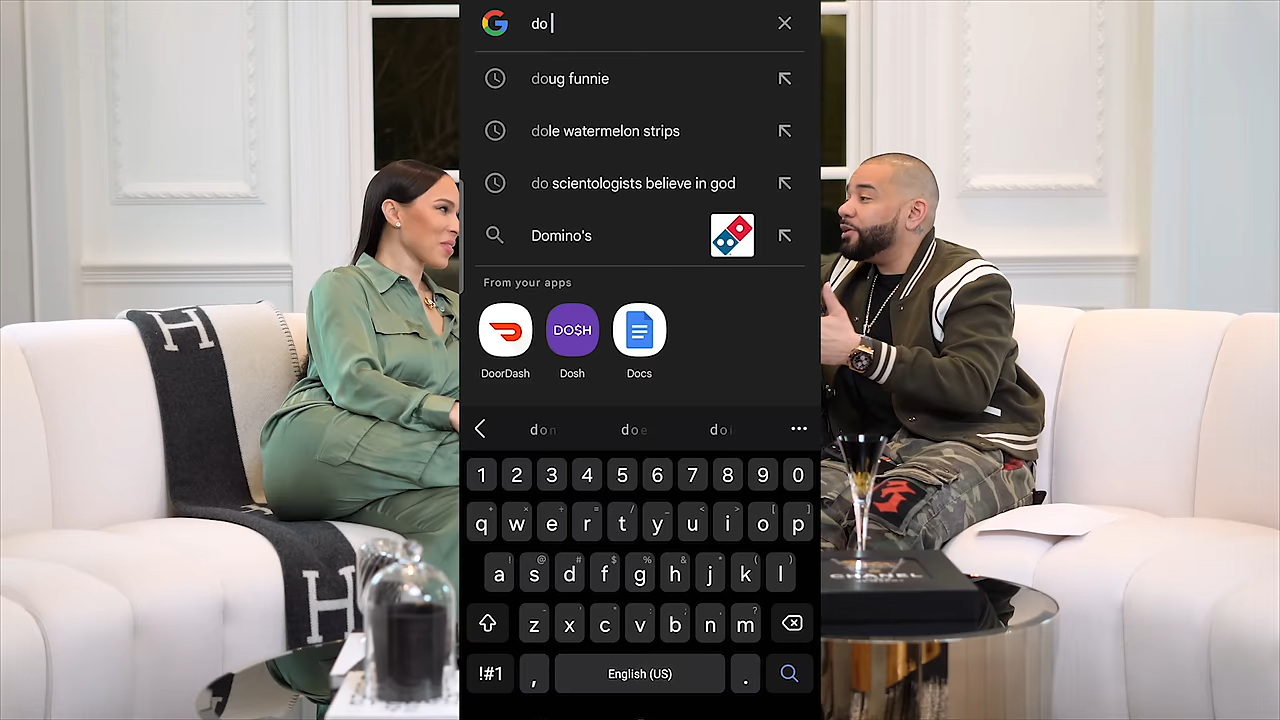 do
doug funnie
dole watermelon strips
do scientologists believe in god
Domino's
From your apps
DO$H
DoorDash Dosh Docs
don doe doi
1 2 3 4 5 6 7 8 9 0
q w e r t y u i o p
a s d f g h j k l
z x c v b n m
!#1 , English (US) .
H
H
CHANEL